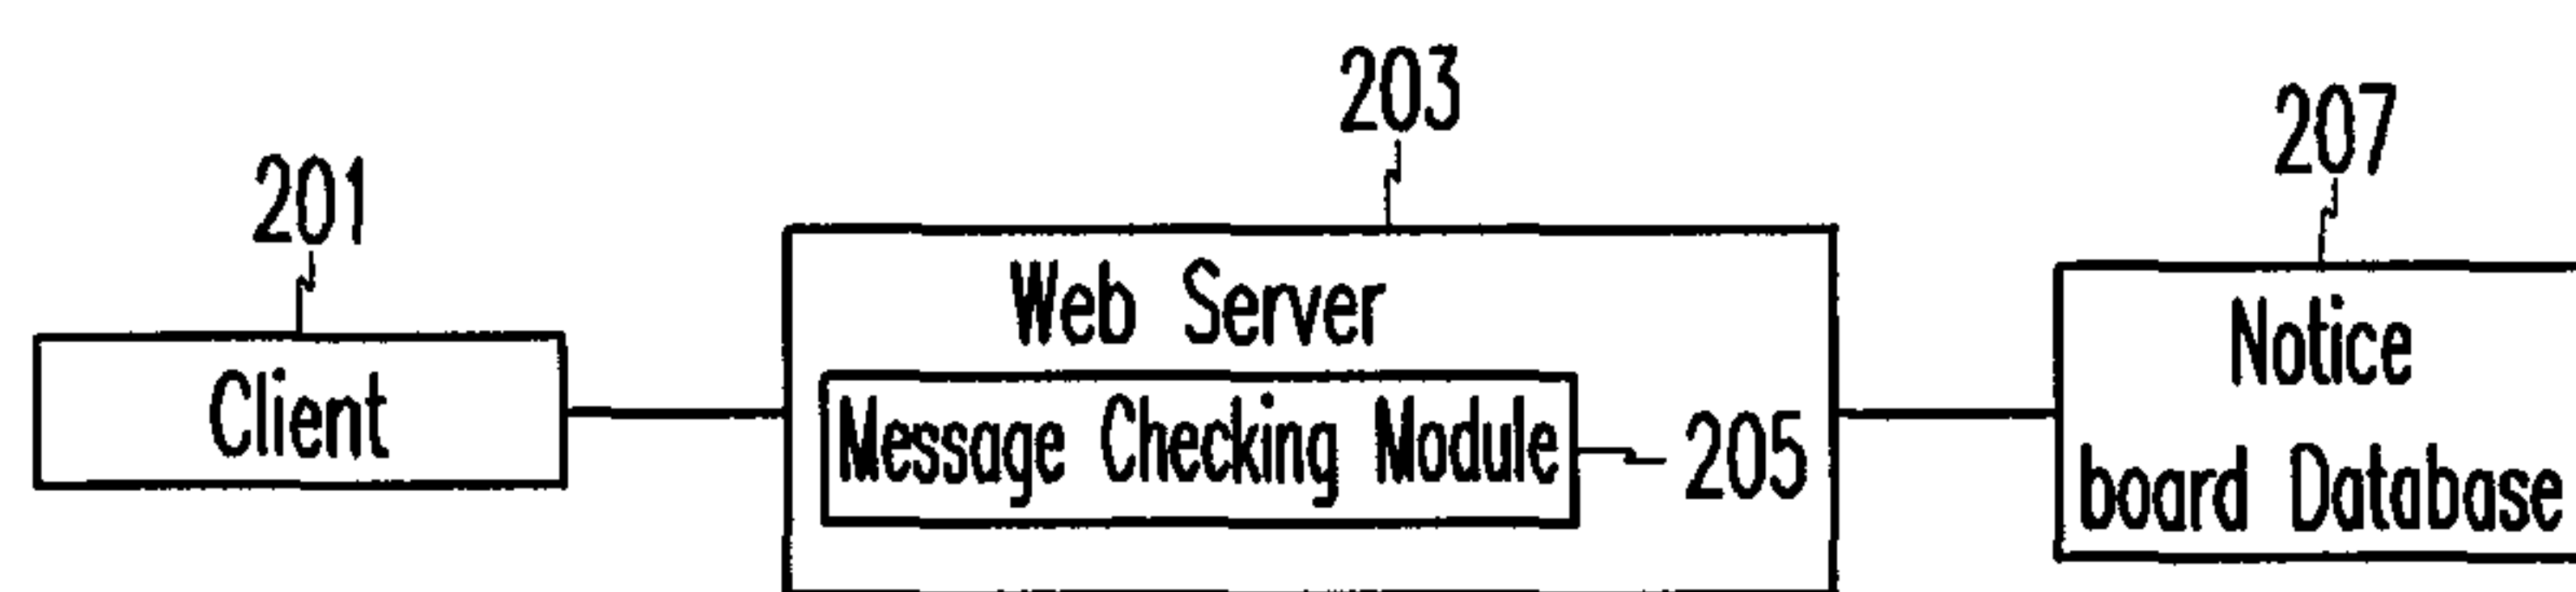 203
207
201
Web Server
Notice
Client
Message Checking Module
205
board Database